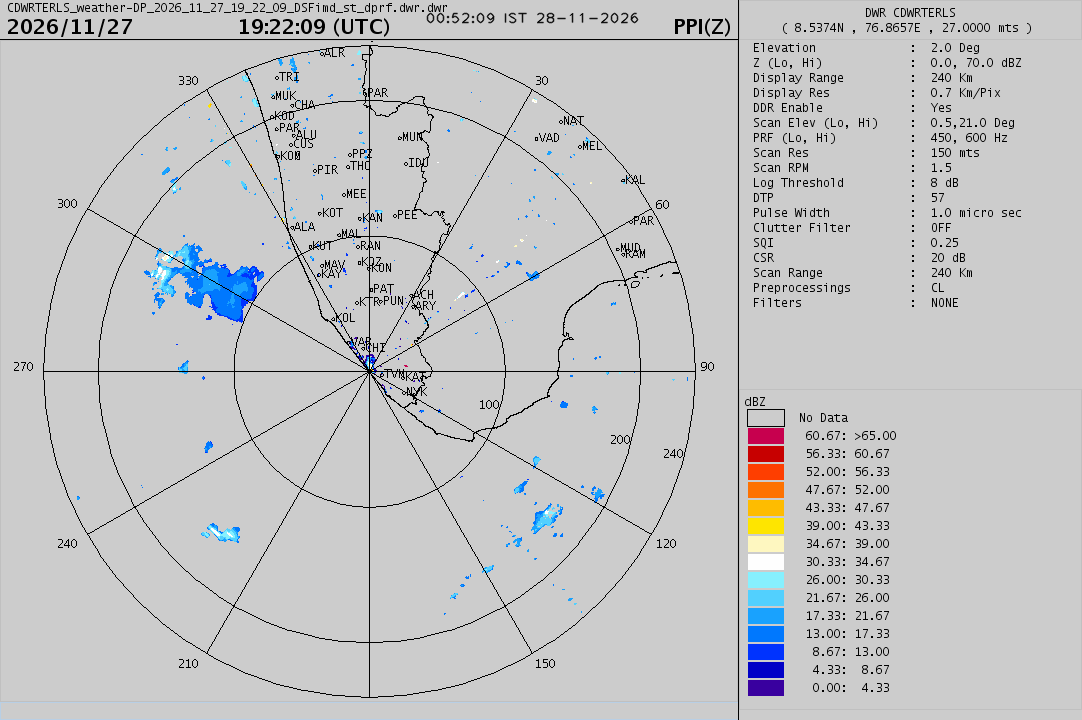 CDWRTERLS_weather-DP_2026_11_27_19_22_09_DSFimd_st_dprf.dwr.dwr
2026/11/27 19:22:09 (UTC) 00:52:09 IST 28-11-2026 PPI(Z)
DWR CDWRTERLS
( 8.5374N , 76.8657E , 27.0000 mts )
Elevation : 2.0 Deg
Z (Lo, Hi) : 0.0, 70.0 dBZ
Display Range : 240 Km
Display Res : 0.7 Km/Pix
DDR Enable : Yes
Scan Elev (Lo, Hi) : 0.5,21.0 Deg
PRF (Lo, Hi) : 450, 600 Hz
Scan Res : 150 mts
Scan RPM : 1.5
Log Threshold : 8 dB
DTP : 57
Pulse Width : 1.0 micro sec
Clutter Filter : OFF
SQI : 0.25
CSR : 20 dB
Scan Range : 240 Km
Preprocessings : CL
Filters : NONE
dBZ
No Data
60.67: >65.00
56.33: 60.67
52.00: 56.33
47.67: 52.00
43.33: 47.67
39.00: 43.33
34.67: 39.00
30.33: 34.67
26.00: 30.33
21.67: 26.00
17.33: 21.67
13.00: 17.33
8.67: 13.00
4.33: 8.67
0.00: 4.33
ALR
330
TRI
30
MUK
PAR
CHA
KOD
NAT
PAR
ALU
MUN
VAD
CUS
MEL
KOM
PPZ
IDU
PIR
THO
KAL
MEE
300
60
KOT
KAN
PEE
PAR
ALA
MAL
KUT
RAN
MUD
RAM
MAV
KOZ
KON
KAY
PAT
ACH
KTR
PUN
ARY
KOL
VAR
CHI
270
TVM
KAT
90
NYK
100
200
240
240
120
210
150